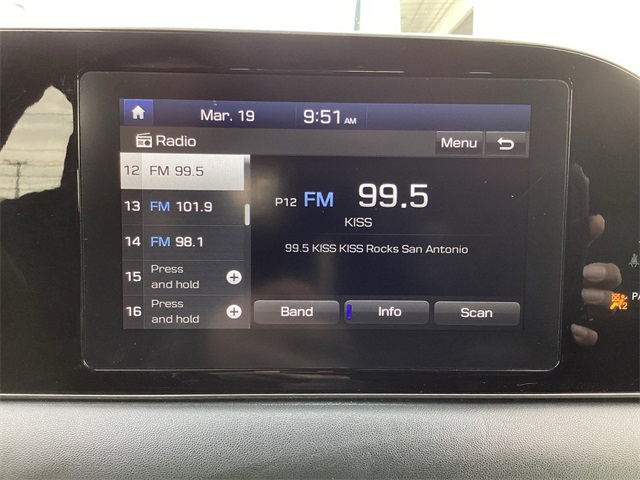 Mar. 19 9:51 AM
Radio Menu
12 FM 99.5
13 FM 101.9
14 FM 98.1
15 Press and hold
16 Press and hold
P12 FM 99.5
KISS
99.5 KISS KISS Rocks San Antonio
Band Info Scan
PA
2